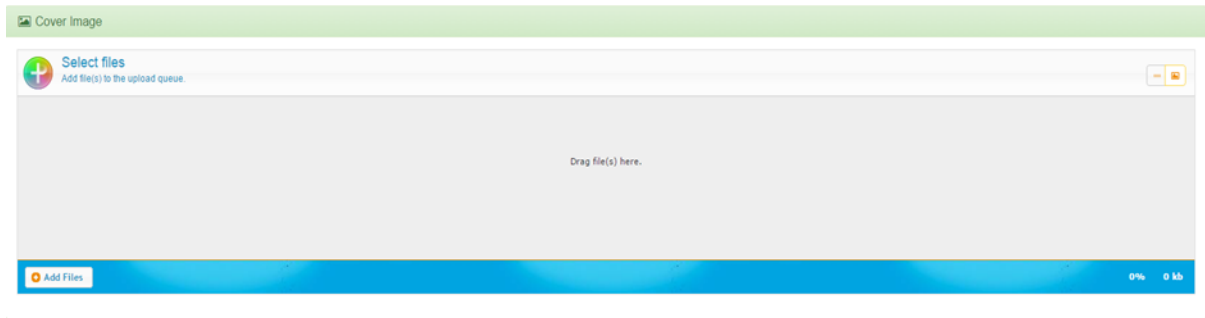 Cover Image
Select files
Add file(s) to the upload queue.
Drag file(s) here.
Add Files
0% 0 kb